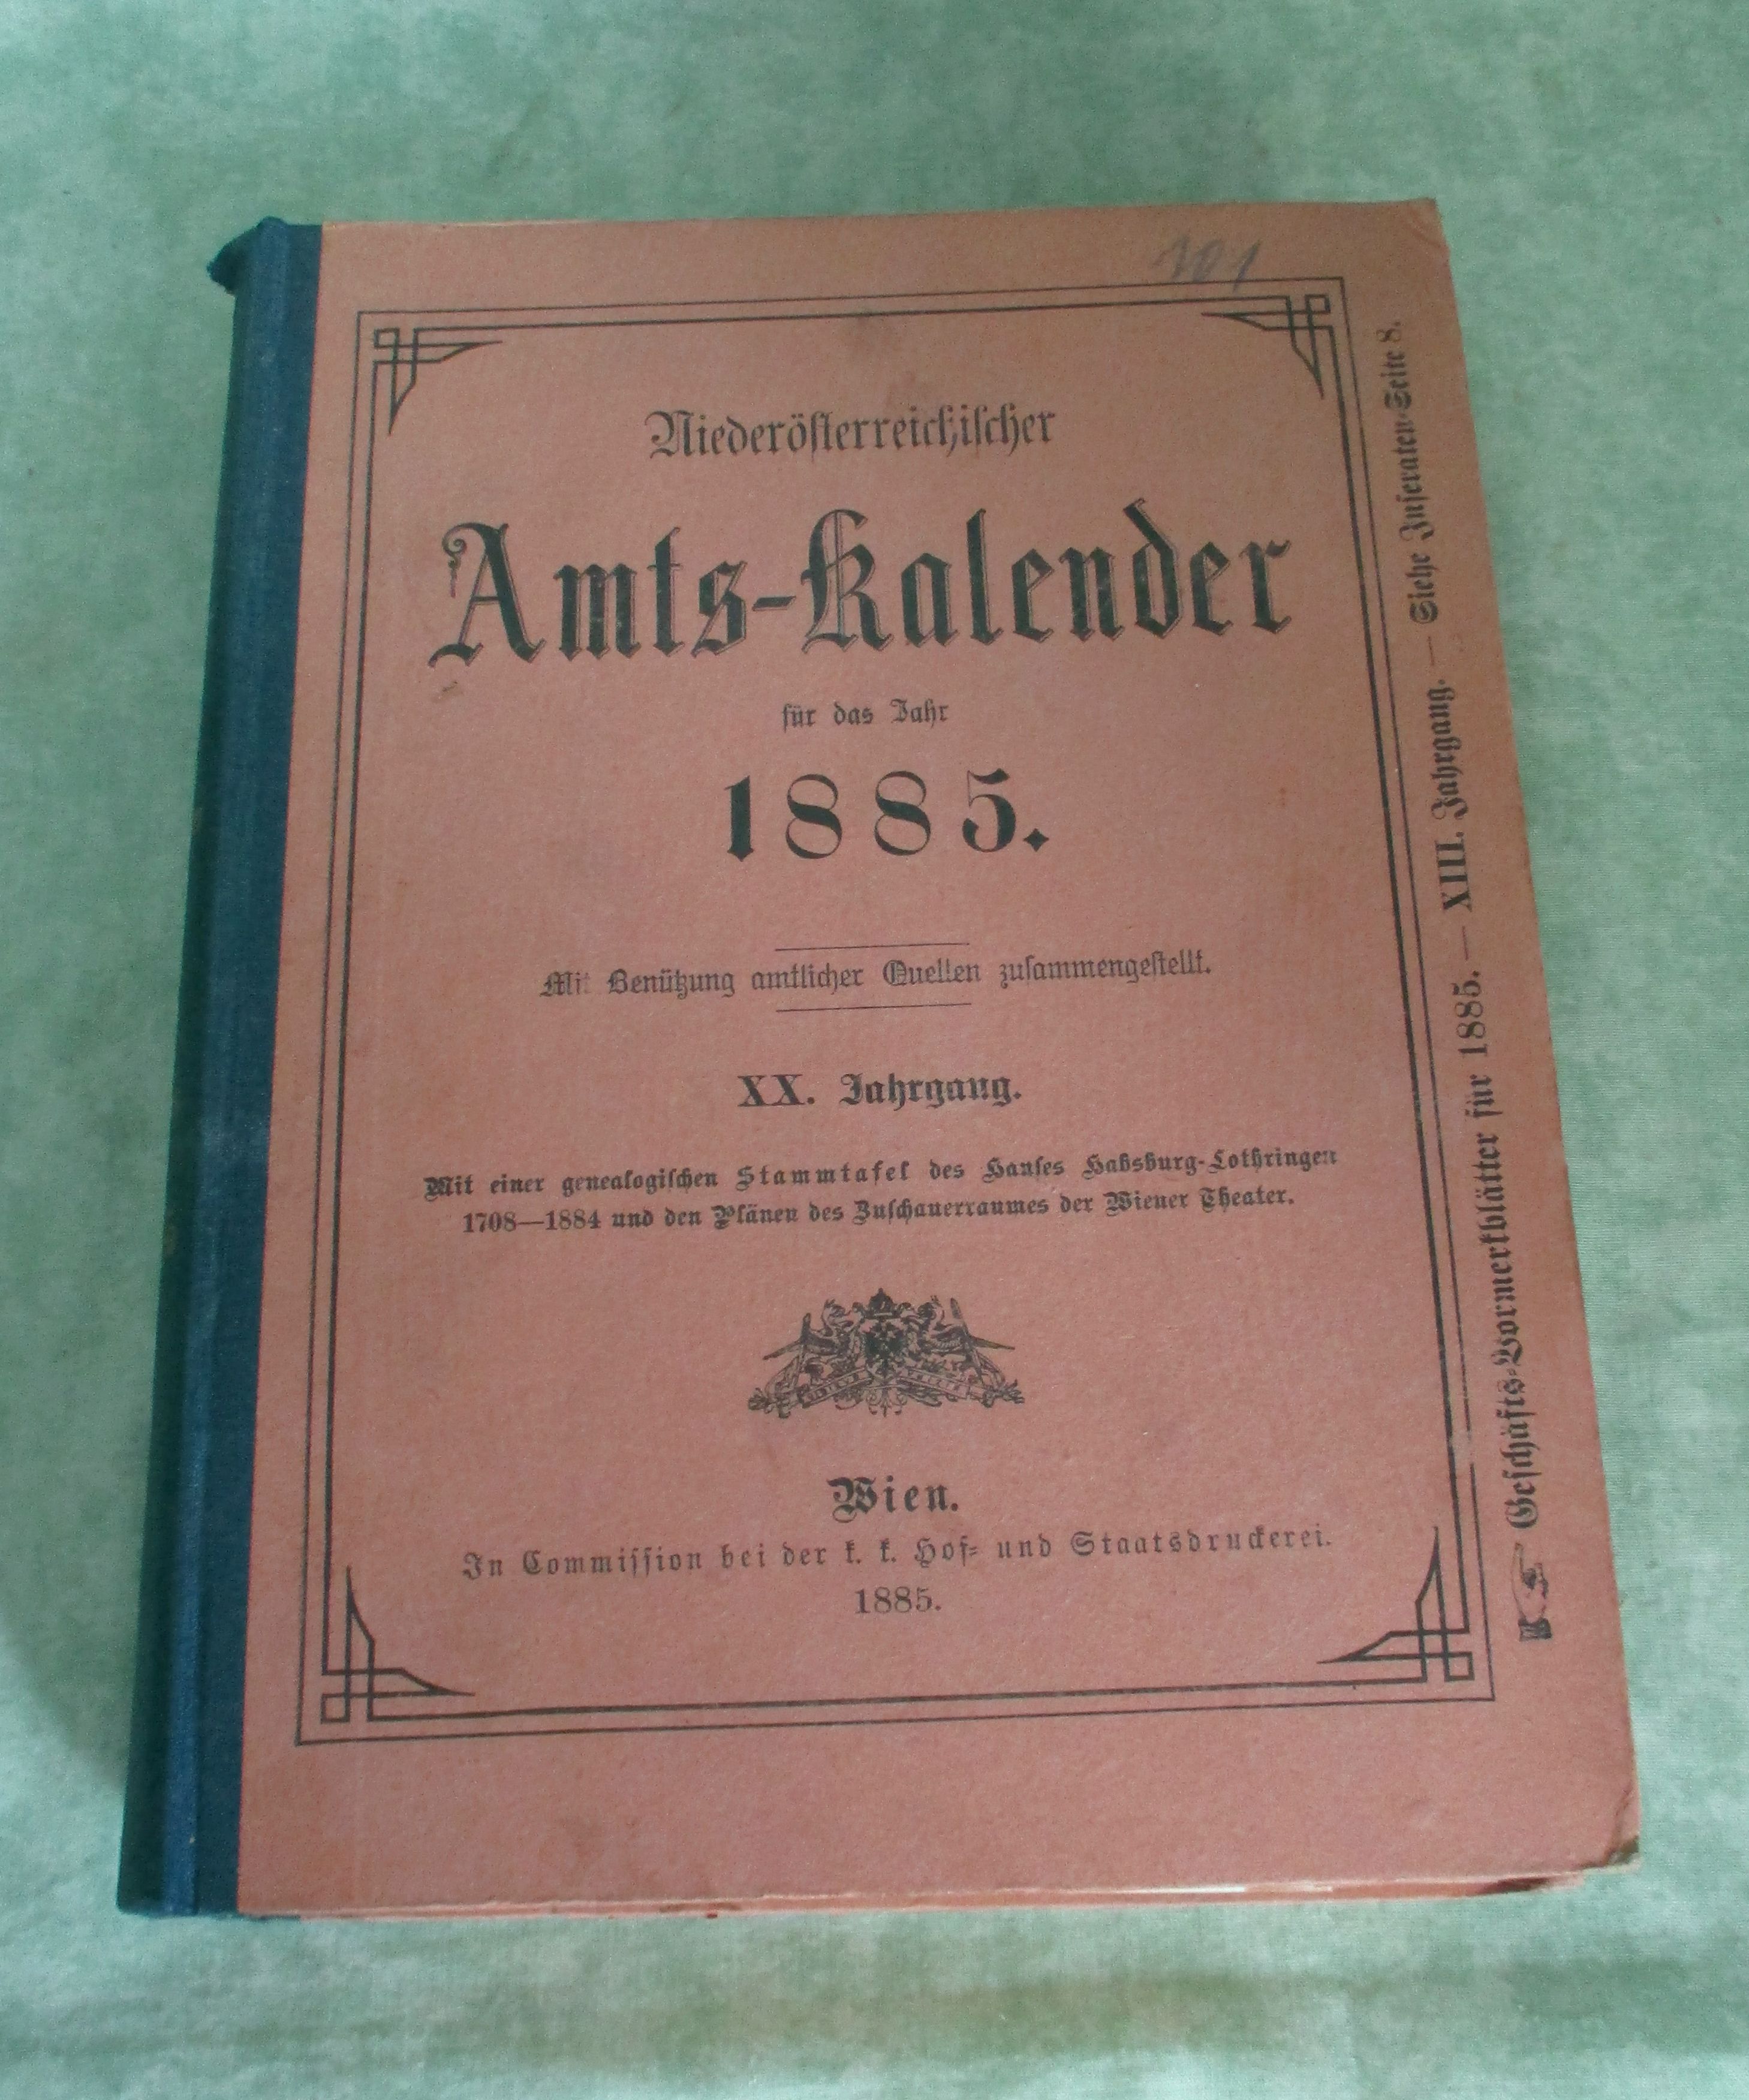 101
Niederösterreichischer
Amts-Kalender
für das Jahr
1885.
Mit Benützung amtlicher Quellen zusammengestellt.
XX. Jahrgang.
Mit einer genealogischen Stammtafel des Hauses Habsburg-Lothringen
1708—1884 und den Plänen des Zuschauerraumes der Wiener Theater.
Wien.
In Commission bei der k. k. Hof- und Staatsdruckerei.
1885.
Geschäfts-Vormerkblätter für 1885. — XIII. Jahrgang. — Siehe Inseraten-Seite 8.